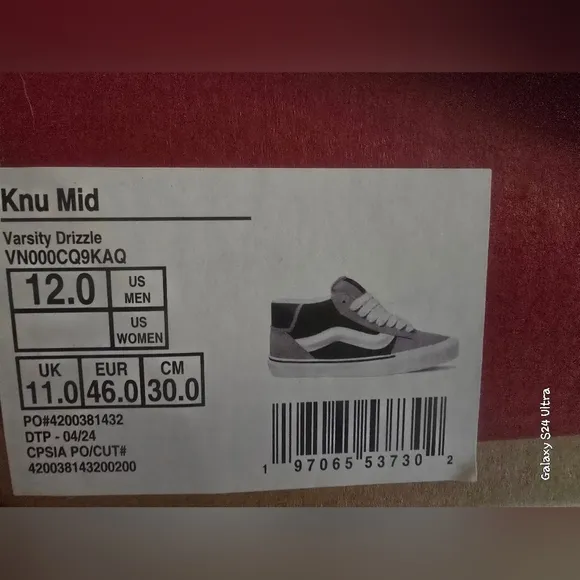 Knu Mid
Varsity Drizzle
VN000CQ9KAQ
12.0 US MEN
US WOMEN
UK EUR CM
11.0 46.0 30.0
PO#4200381432
DTP - 04/24
CPSIA PO/CUT#
420038143200200
1 97065 53730 2
Galaxy S24 Ultra